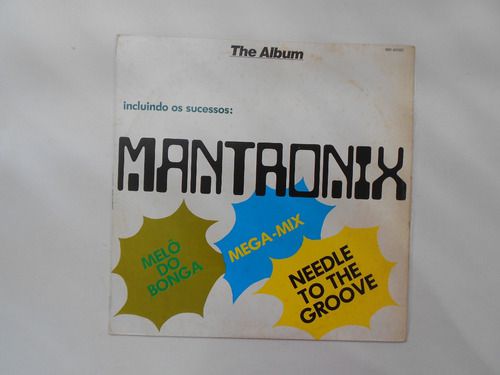 The Album
incluindo os sucessos:
MANTRONIX
MELÔ
DO
BONGA
MEGA-MIX
NEEDLE
TO THE
GROOVE